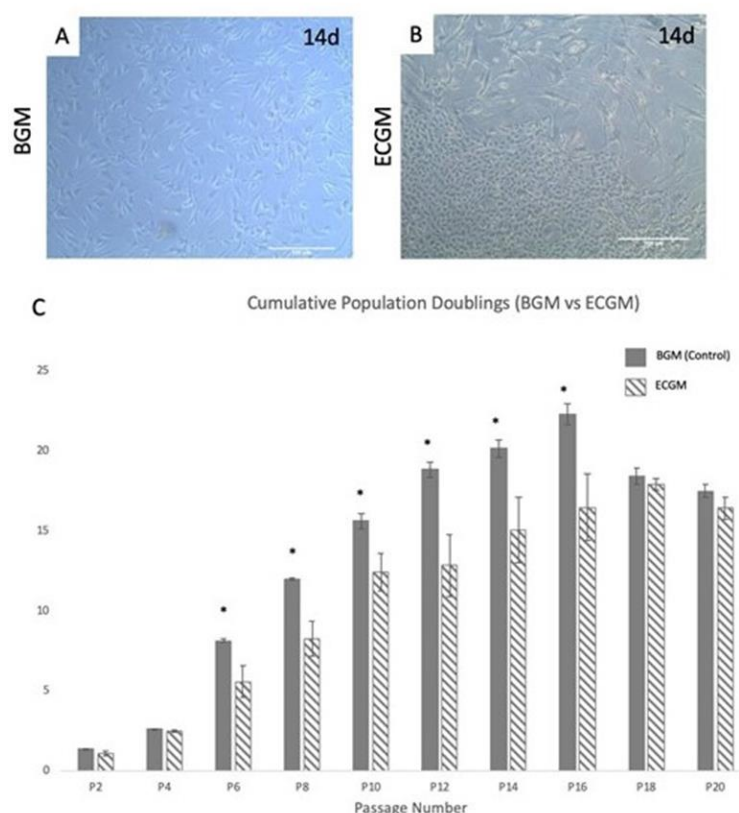 A
14d
BGM
B
14d
ECGM
C
Cumulative Population Doublings (BGM vs ECGM)
BGM (Control)
ECGM
25
20
15
10
5
0
P2 P4 P6 P8 P10 P12 P14 P16 P18 P20
Passage Number